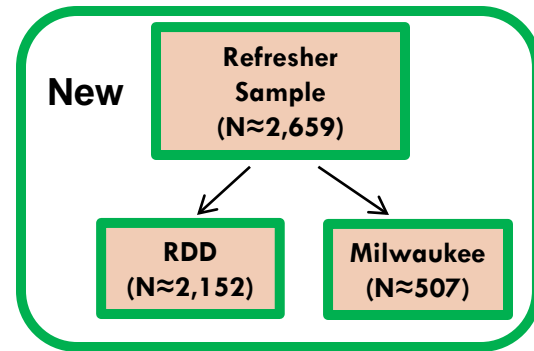 New
Refresher
Sample
(N≈2,659)
RDD
(N≈2,152)
Milwaukee
(N≈507)